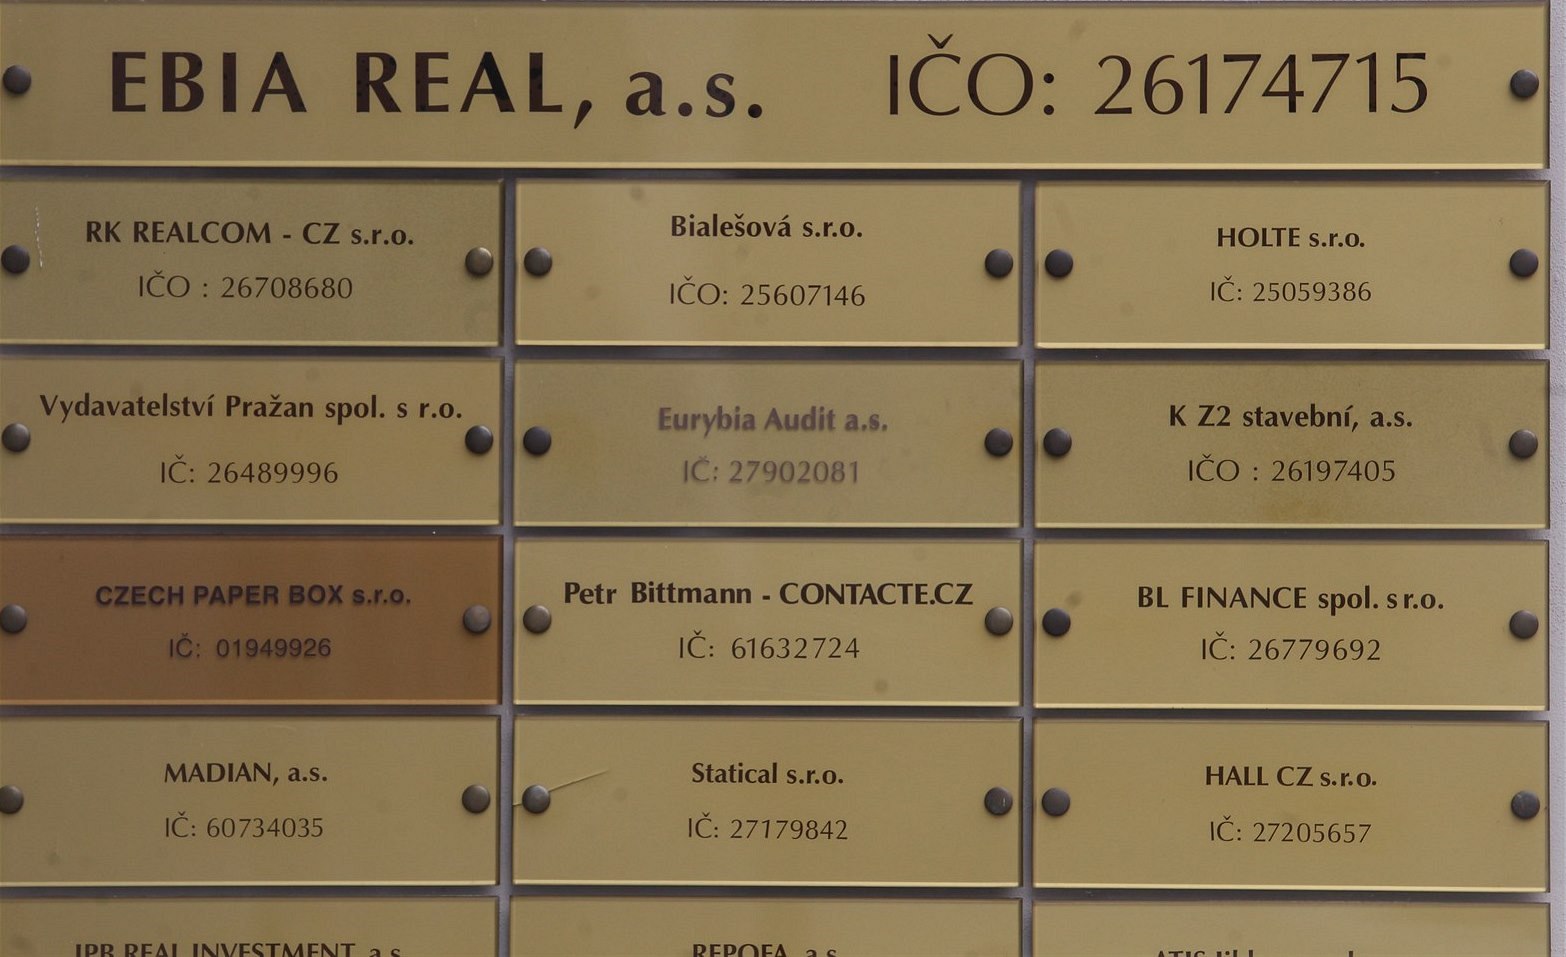 EBIA REAL, a.s. IČO: 26174715
RK REALCOM - CZ s.r.o.
IČO : 26708680
Bialešová s.r.o.
IČO: 25607146
HOLTE s.r.o.
IČ: 25059386
Vydavatelství Pražan spol. s r.o.
IČ: 26489996
Eurybia Audit a.s.
IČ: 27902081
K Z2 stavební, a.s.
IČO : 26197405
CZECH PAPER BOX s.r.o.
IČ: 01949926
Petr Bittmann - CONTACTE.CZ
IČ: 61632724
BL FINANCE spol. s r.o.
IČ: 26779692
MADIAN, a.s.
IČ: 60734035
Statical s.r.o.
IČ: 27179842
HALL CZ s.r.o.
IČ: 27205657
REAL INVESTMENT, a.s.
a.s.